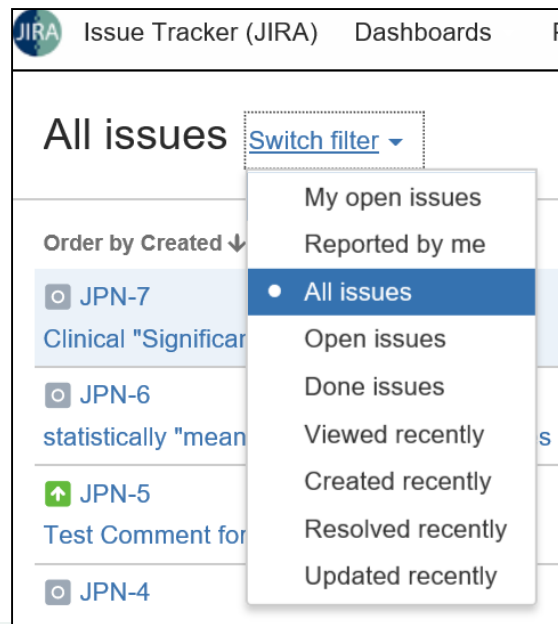 JIRA Issue Tracker (JIRA) Dashboards
All issues Switch filter
My open issues
Order by Created Reported by me
JPN-7 All issues
Clinical Open issues
JPN-6 Done issues
statistically Viewed recently
JPN-5 Created recently
Test Comment for Resolved recently
JPN-4 Updated recently